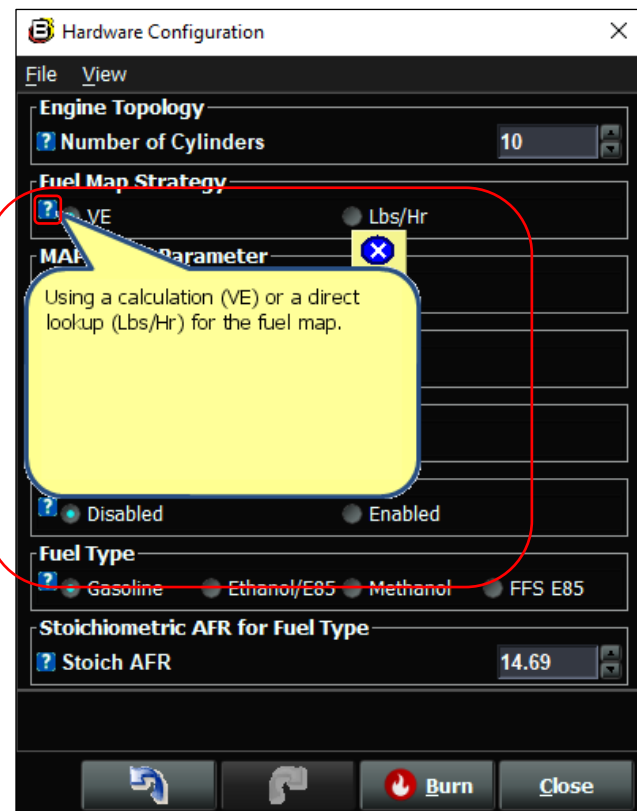 Hardware Configuration
File View
Engine Topology
Number of Cylinders 10
Fuel Map Strategy
VE Lbs/Hr
MAP Parameter
Using a calculation (VE) or a direct
lookup (Lbs/Hr) for the fuel map.
Disabled Enabled
Fuel Type
Gasoline Ethanol/E85 Methanol FFS E85
Stoichiometric AFR for Fuel Type
Stoich AFR 14.69
Burn Close